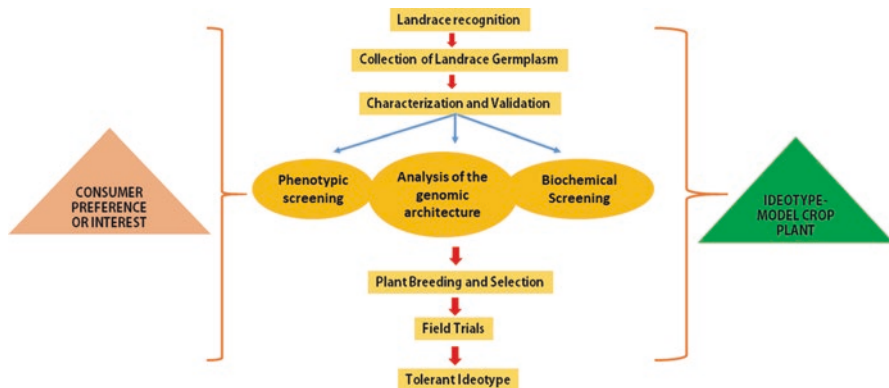 Landrace recognition
Collection of Landrace Germplasm
Characterization and Validation
Phenotypic
screening
Analysis of the
genomic
architecture
Biochemical
Screening
CONSUMER
PREFERENCE
OR INTEREST
IDEOTYPE-
MODEL CROP
PLANT
Plant Breeding and Selection
Field Trials
Tolerant Ideotype